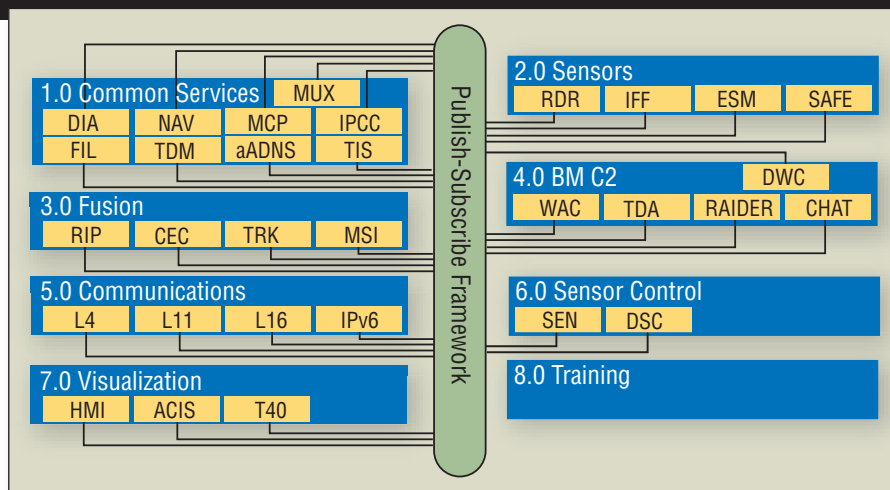 1.0 Common Services MUX
DIA NAV MCP IPCC
FIL TDM aADNS TIS
3.0 Fusion
RIP CEC TRK MSI
5.0 Communications
L4 L11 L16 IPv6
7.0 Visualization
HMI ACIS T40
Publish-Subscribe Framework
2.0 Sensors
RDR IFF ESM SAFE
4.0 BM C2 DWC
WAC TDA RAIDER CHAT
6.0 Sensor Control
SEN DSC
8.0 Training